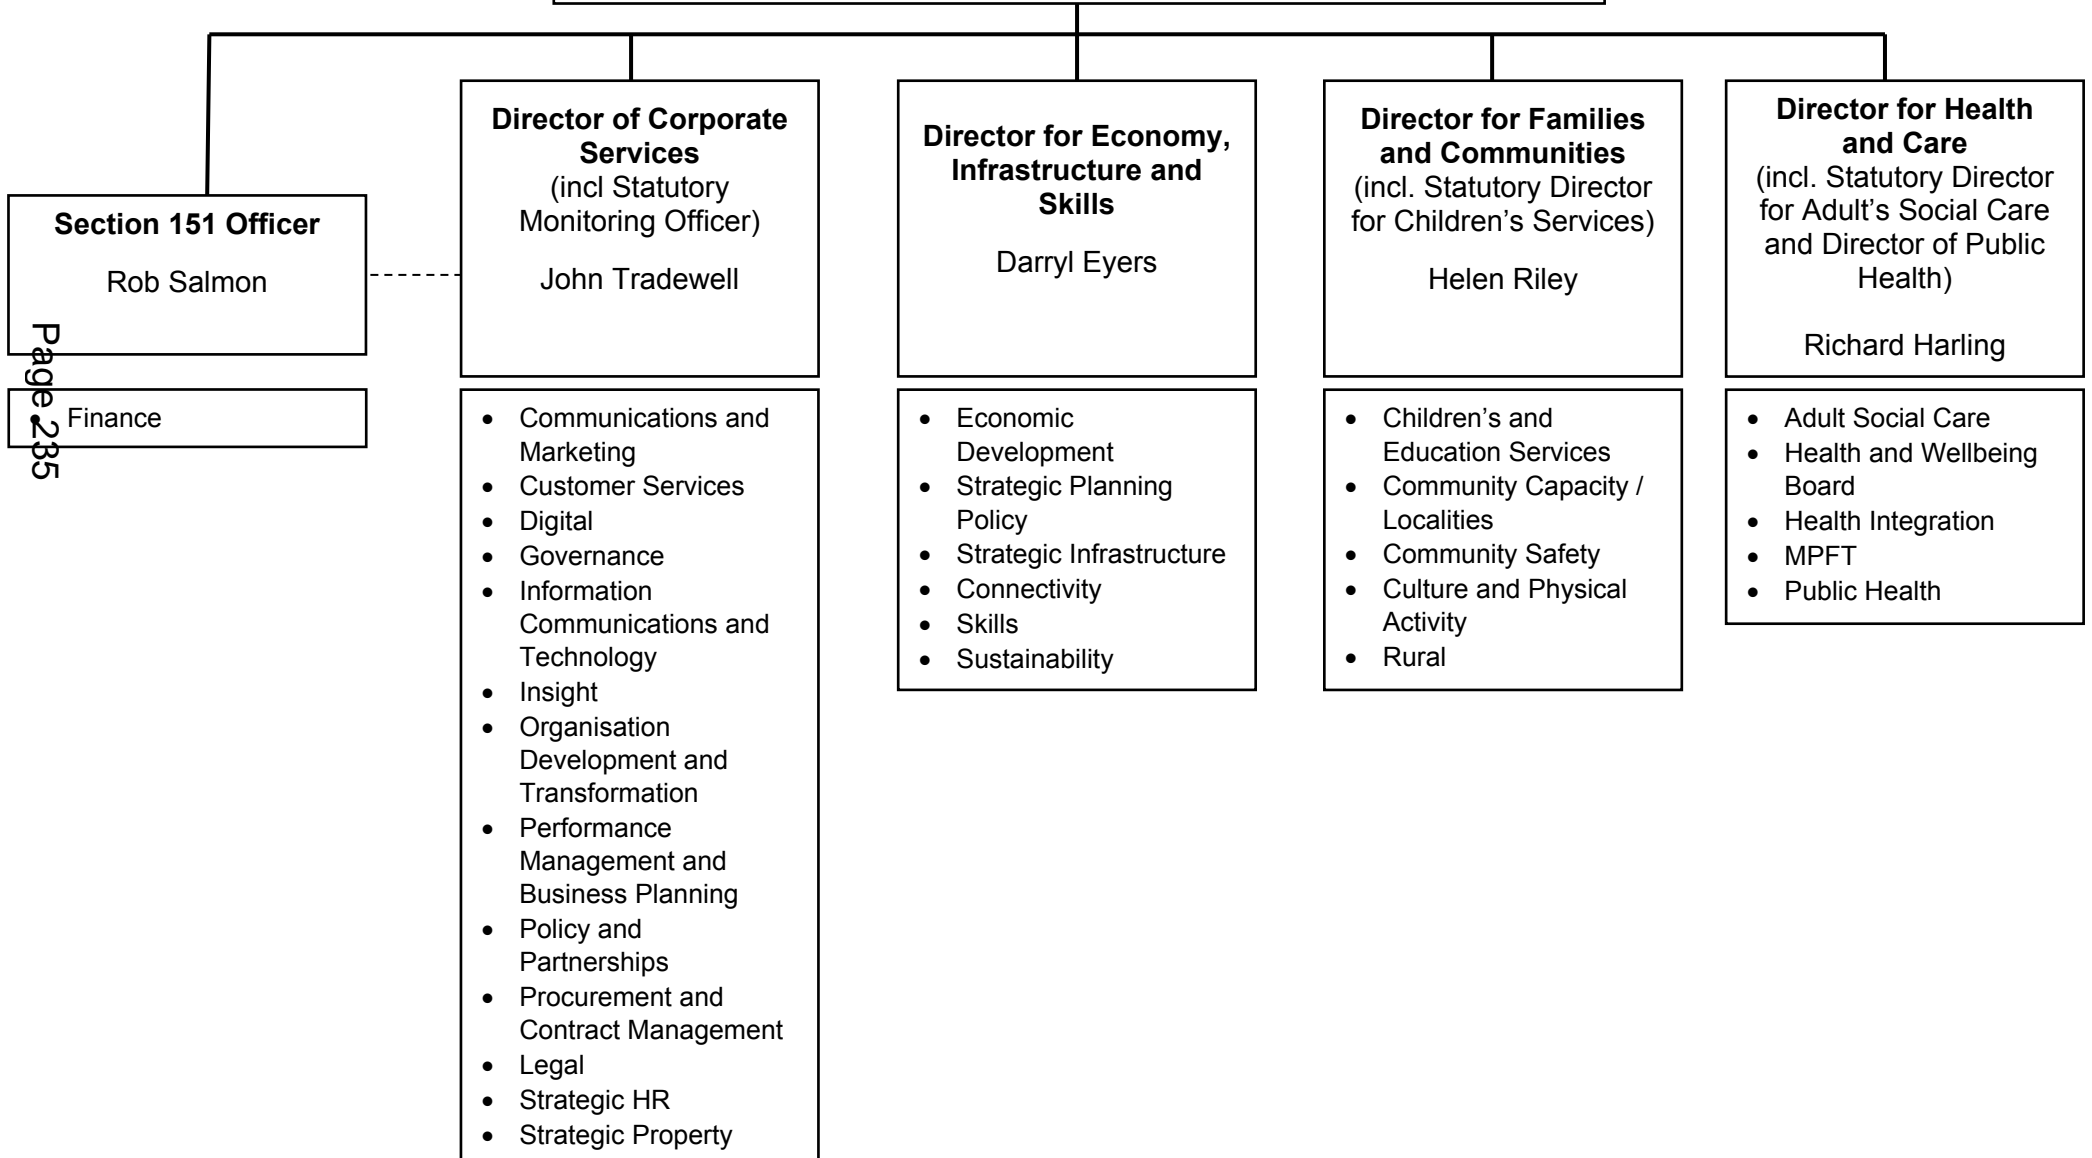 Section 151 Officer
Rob Salmon
Finance
Director of Corporate
Services
(incl Statutory
Monitoring Officer)
John Tradewell
• Communications and
Marketing
• Customer Services
• Digital
• Governance
• Information
Communications and
Technology
• Insight
• Organisation
Development and
Transformation
• Performance
Management and
Business Planning
• Policy and
Partnerships
• Procurement and
Contract Management
• Legal
• Strategic HR
• Strategic Property
Director for Economy,
Infrastructure and
Skills
Darryl Eyers
• Economic
Development
• Strategic Planning
Policy
• Strategic Infrastructure
• Connectivity
• Skills
• Sustainability
Director for Families
and Communities
(incl. Statutory Director
for Children’s Services)
Helen Riley
• Children’s and
Education Services
• Community Capacity /
Localities
• Community Safety
• Culture and Physical
Activity
• Rural
Director for Health
and Care
(incl. Statutory Director
for Adult’s Social Care
and Director of Public
Health)
Richard Harling
• Adult Social Care
• Health and Wellbeing
Board
• Health Integration
• MPFT
• Public Health
Page 235